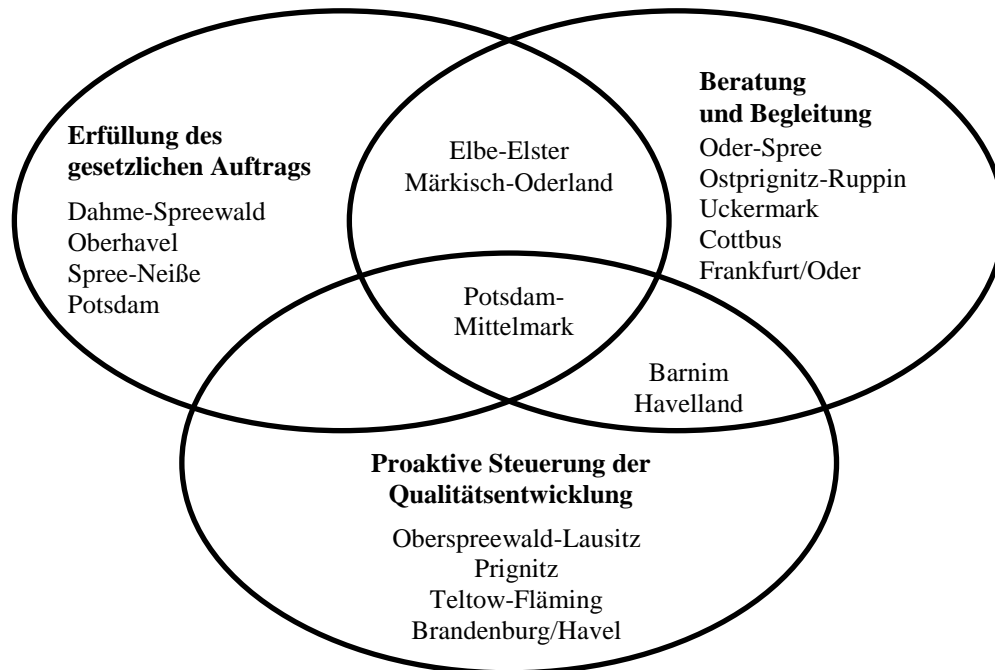 Erfüllung des
gesetzlichen Auftrags
Dahme-Spreewald
Oberhavel
Spree-Neiße
Potsdam
Elbe-Elster
Märkisch-Oderland
Beratung
und Begleitung
Oder-Spree
Ostprignitz-Ruppin
Uckermark
Cottbus
Frankfurt/Oder
Potsdam-
Mittelmark
Barnim
Havelland
Proaktive Steuerung der
Qualitätsentwicklung
Oberspreewald-Lausitz
Prignitz
Teltow-Fläming
Brandenburg/Havel